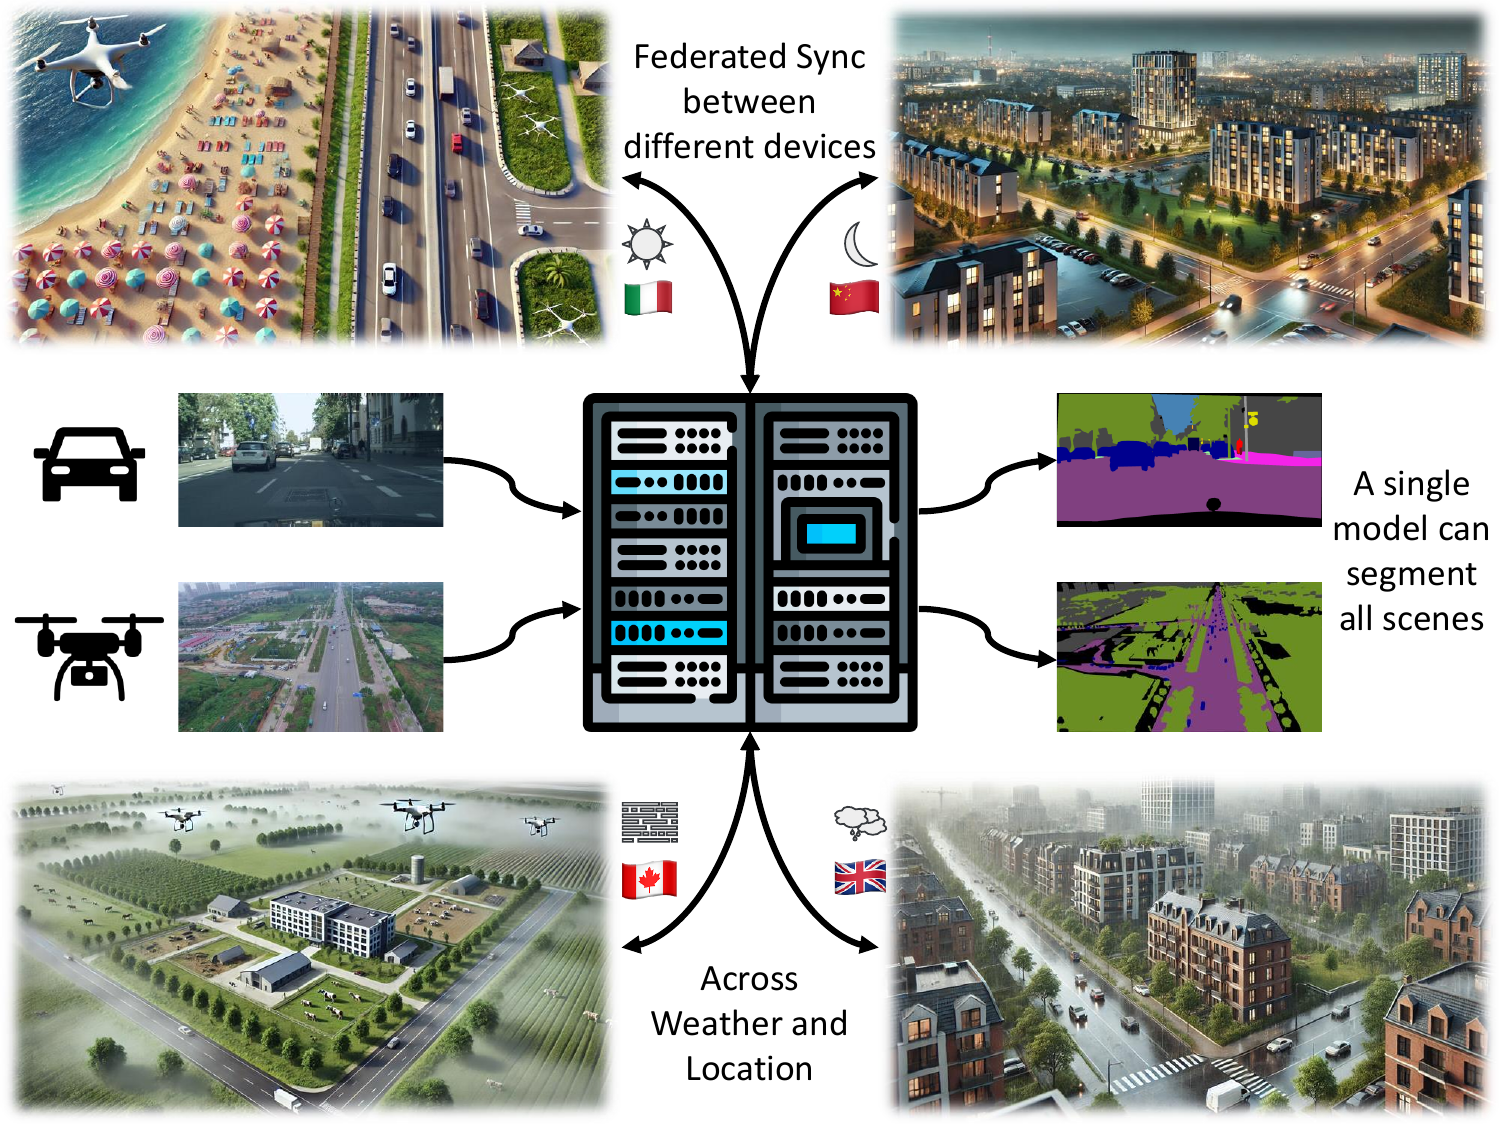 Federated Sync
between
different devices
A single
model can
segment
all scenes
Across
Weather and
Location